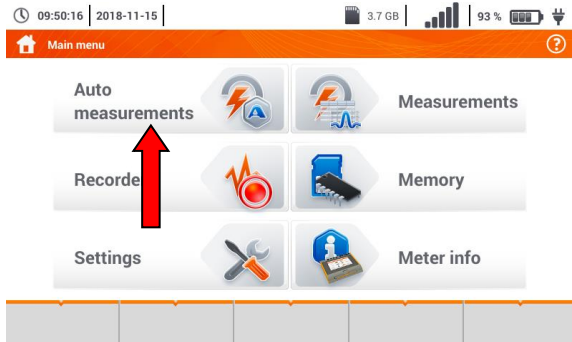 09:50:16 2018-11-15 3.7 GB 93 %
Main menu ?
Auto
measurements
Measurements
Recorde
Memory
Settings
Meter info